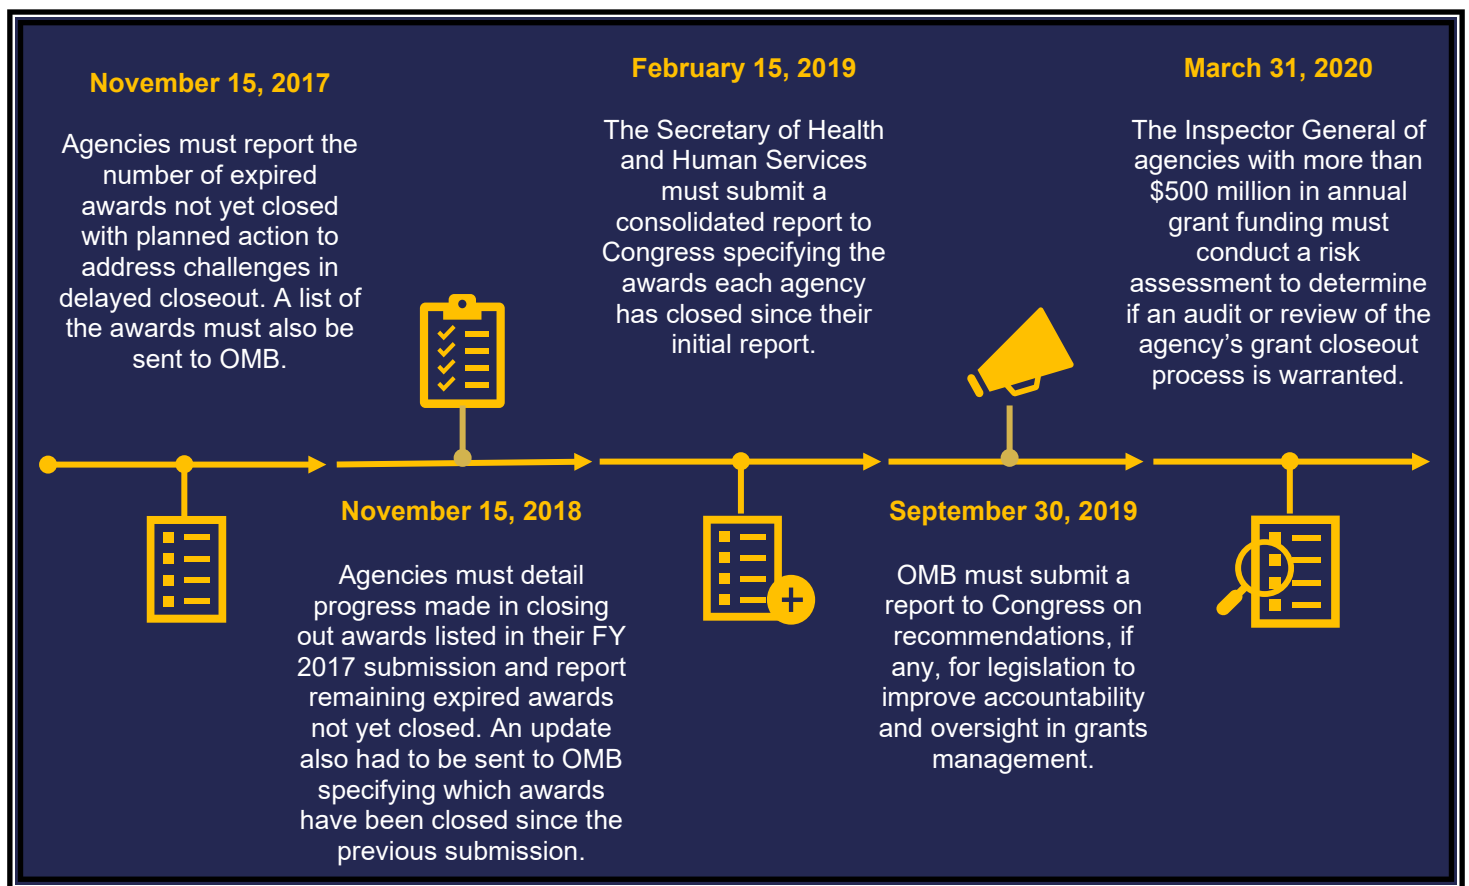 November 15, 2017
Agencies must report the
number of expired
awards not yet closed
with planned action to
address challenges in
delayed closeout. A list of
the awards must also be
sent to OMB.
November 15, 2018
Agencies must detail
progress made in closing
out awards listed in their FY
2017 submission and report
remaining expired awards
not yet closed. An update
also had to be sent to OMB
specifying which awards
have been closed since the
previous submission.
February 15, 2019
The Secretary of Health
and Human Services
must submit a
consolidated report to
Congress specifying the
awards each agency
has closed since their
initial report.
September 30, 2019
OMB must submit a
report to Congress on
recommendations, if
any, for legislation to
improve accountability
and oversight in grants
management.
March 31, 2020
The Inspector General of
agencies with more than
$500 million in annual
grant funding must
conduct a risk
assessment to determine
if an audit or review of the
agency’s grant closeout
process is warranted.